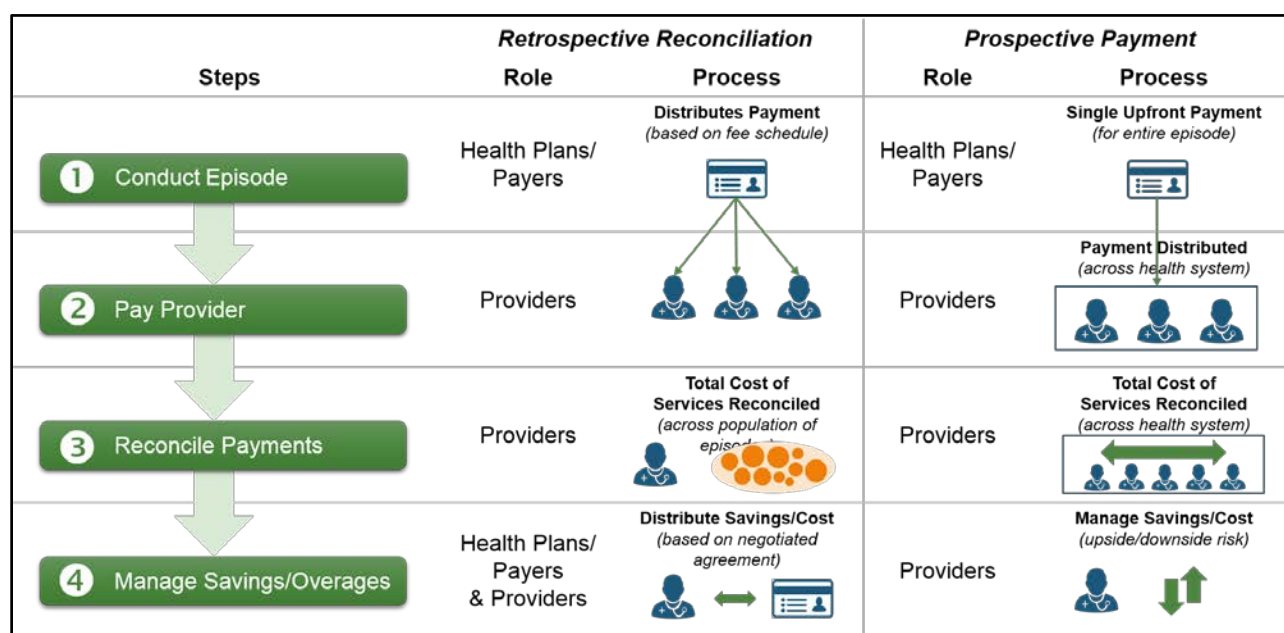 Retrospective Reconciliation
Prospective Payment
Steps
Role
Process
Role
Process
1 Conduct Episode
Health Plans/
Payers
Distributes Payment
(based on fee schedule)
Health Plans/
Payers
Single Upfront Payment
(for entire episode)
2 Pay Provider
Providers
Providers
Payment Distributed
(across health system)
3 Reconcile Payments
Providers
Total Cost of
Services Reconciled
(across population of
Providers
Total Cost of
Services Reconciled
(across health system)
4 Manage Savings/Overages
Health Plans/
Payers
& Providers
Distribute Savings/Cost
(based on negotiated
agreement)
Providers
Manage Savings/Cost
(upside/downside risk)